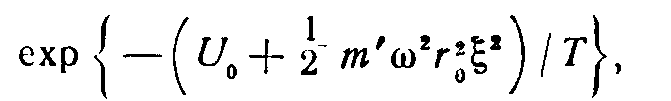 exp { −( U₀ + 1/2 m′ω²r₀²ξ² ) / T },